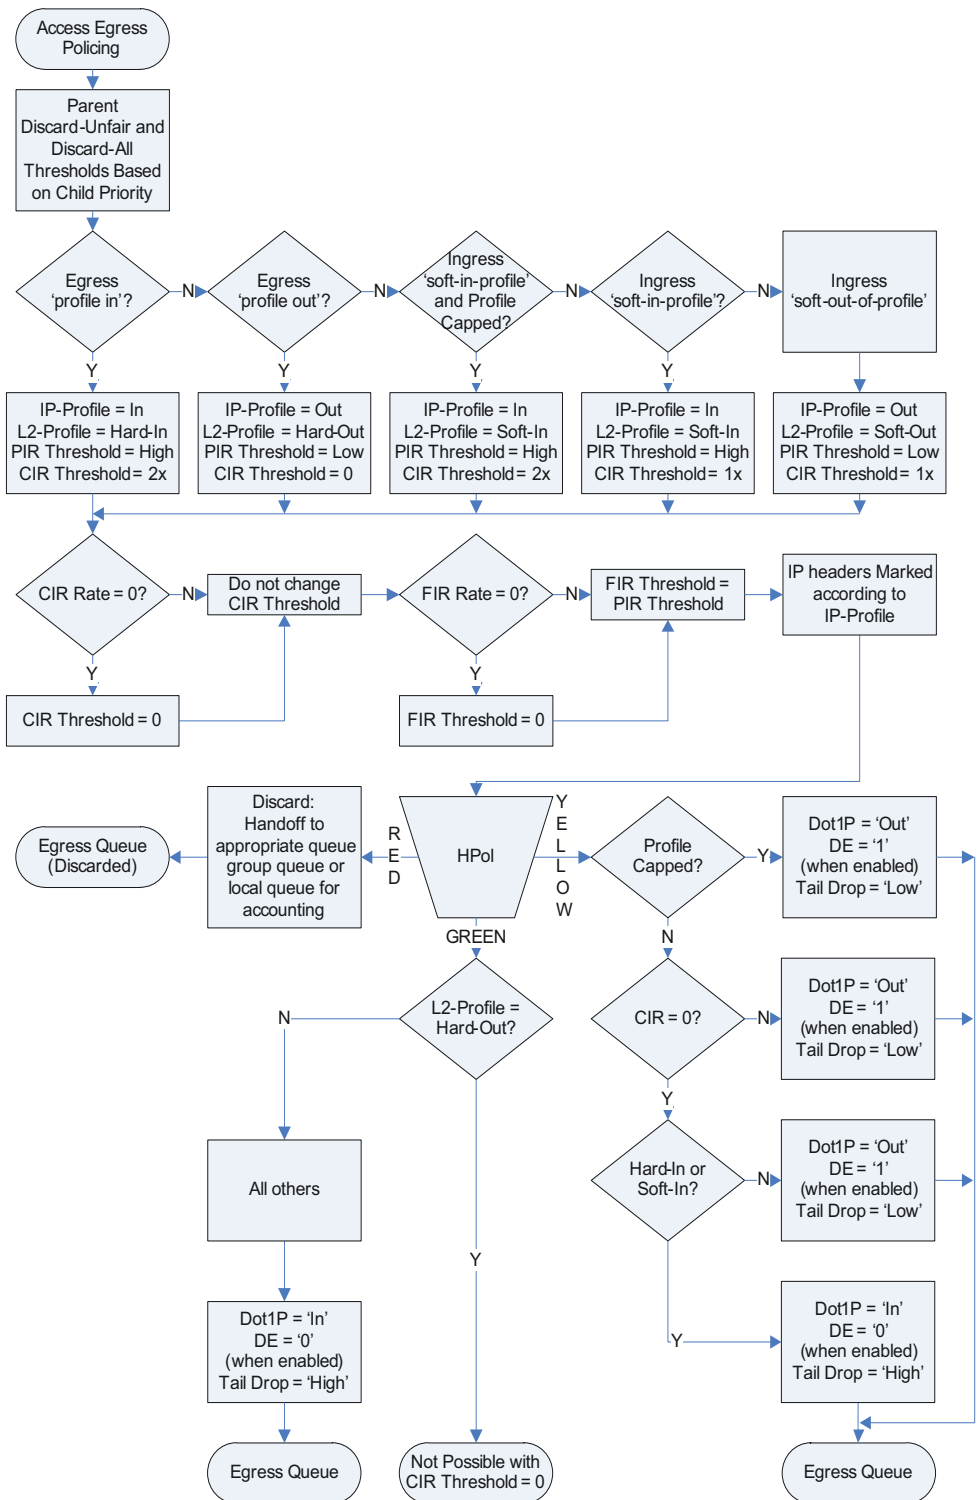 Access Egress
Policing
Parent
Discard-Unfair and
Discard-All
Thresholds Based
on Child Priority
Egress
‘profile in’?
N
Egress
‘profile out’?
N
Ingress
‘soft-in-profile’
and Profile
Capped?
N
Ingress
‘soft-in-profile’?
N
Ingress
‘soft-out-of-profile’
Y
Y
Y
Y
IP-Profile = In
L2-Profile = Hard-In
PIR Threshold = High
CIR Threshold = 2x
IP-Profile = Out
L2-Profile = Hard-Out
PIR Threshold = Low
CIR Threshold = 0
IP-Profile = In
L2-Profile = Soft-In
PIR Threshold = High
CIR Threshold = 2x
IP-Profile = In
L2-Profile = Soft-In
PIR Threshold = High
CIR Threshold = 1x
IP-Profile = Out
L2-Profile = Soft-Out
PIR Threshold = Low
CIR Threshold = 1x
CIR Rate = 0?
N
Do not change
CIR Threshold
FIR Rate = 0?
N
FIR Threshold =
PIR Threshold
IP headers Marked
according to
IP-Profile
Y
Y
CIR Threshold = 0
FIR Threshold = 0
Egress Queue
(Discarded)
Discard:
Handoff to
appropriate queue
group queue or
local queue for
accounting
RED
HPol
YELLOW
Profile
Capped?
Y
Dot1P = ‘Out’
DE = ‘1’
(when enabled)
Tail Drop = ‘Low’
GREEN
N
L2-Profile =
Hard-Out?
N
CIR = 0?
N
Dot1P = ‘Out’
DE = ‘1’
(when enabled)
Tail Drop = ‘Low’
Y
All others
Hard-In or
Soft-In?
N
Dot1P = ‘Out’
DE = ‘1’
(when enabled)
Tail Drop = ‘Low’
Y
Dot1P = ‘In’
DE = ‘0’
(when enabled)
Tail Drop = ‘High’
Y
Dot1P = ‘In’
DE = ‘0’
(when enabled)
Tail Drop = ‘High’
Egress Queue
Not Possible with
CIR Threshold = 0
Egress Queue